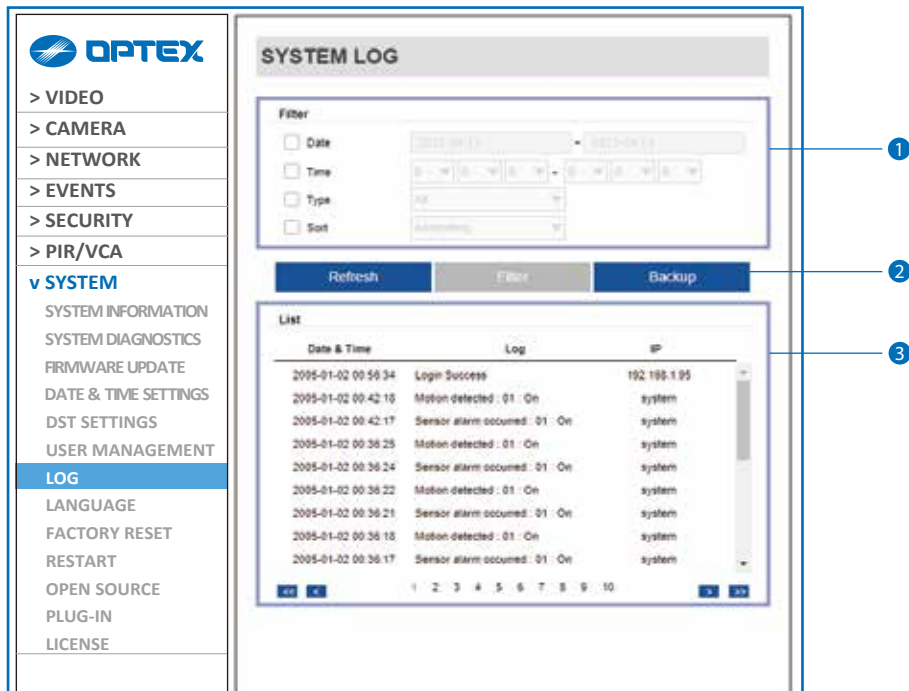 OPTEX
> VIDEO
> CAMERA
> NETWORK
> EVENTS
> SECURITY
> PIR/VCA
v SYSTEM
SYSTEM INFORMATION
SYSTEM DIAGNOSTICS
FIRMWARE UPDATE
DATE & TIME SETTINGS
DST SETTINGS
USER MANAGEMENT
LOG
LANGUAGE
FACTORY RESET
RESTART
OPEN SOURCE
PLUG-IN
LICENSE
SYSTEM LOG
Filter
Date -
Time -
Type All
Sort Ascending
1
Refresh Filter Backup
2
List
3
Date & Time Log IP
2005-01-02 00:56:34 Login Success 192.168.1.95
2005-01-02 00:42:18 Motion detected : 01 : On system
2005-01-02 00:42:17 Sensor alarm occurred : 01 : On system
2005-01-02 00:36:25 Motion detected : 01 : On system
2005-01-02 00:36:24 Sensor alarm occurred : 01 : On system
2005-01-02 00:36:22 Motion detected : 01 : On system
2005-01-02 00:36:21 Sensor alarm occurred : 01 : On system
2005-01-02 00:36:18 Motion detected : 01 : On system
2005-01-02 00:36:17 Sensor alarm occurred : 01 : On system
<< < 1 2 3 4 5 6 7 8 9 10 > >>